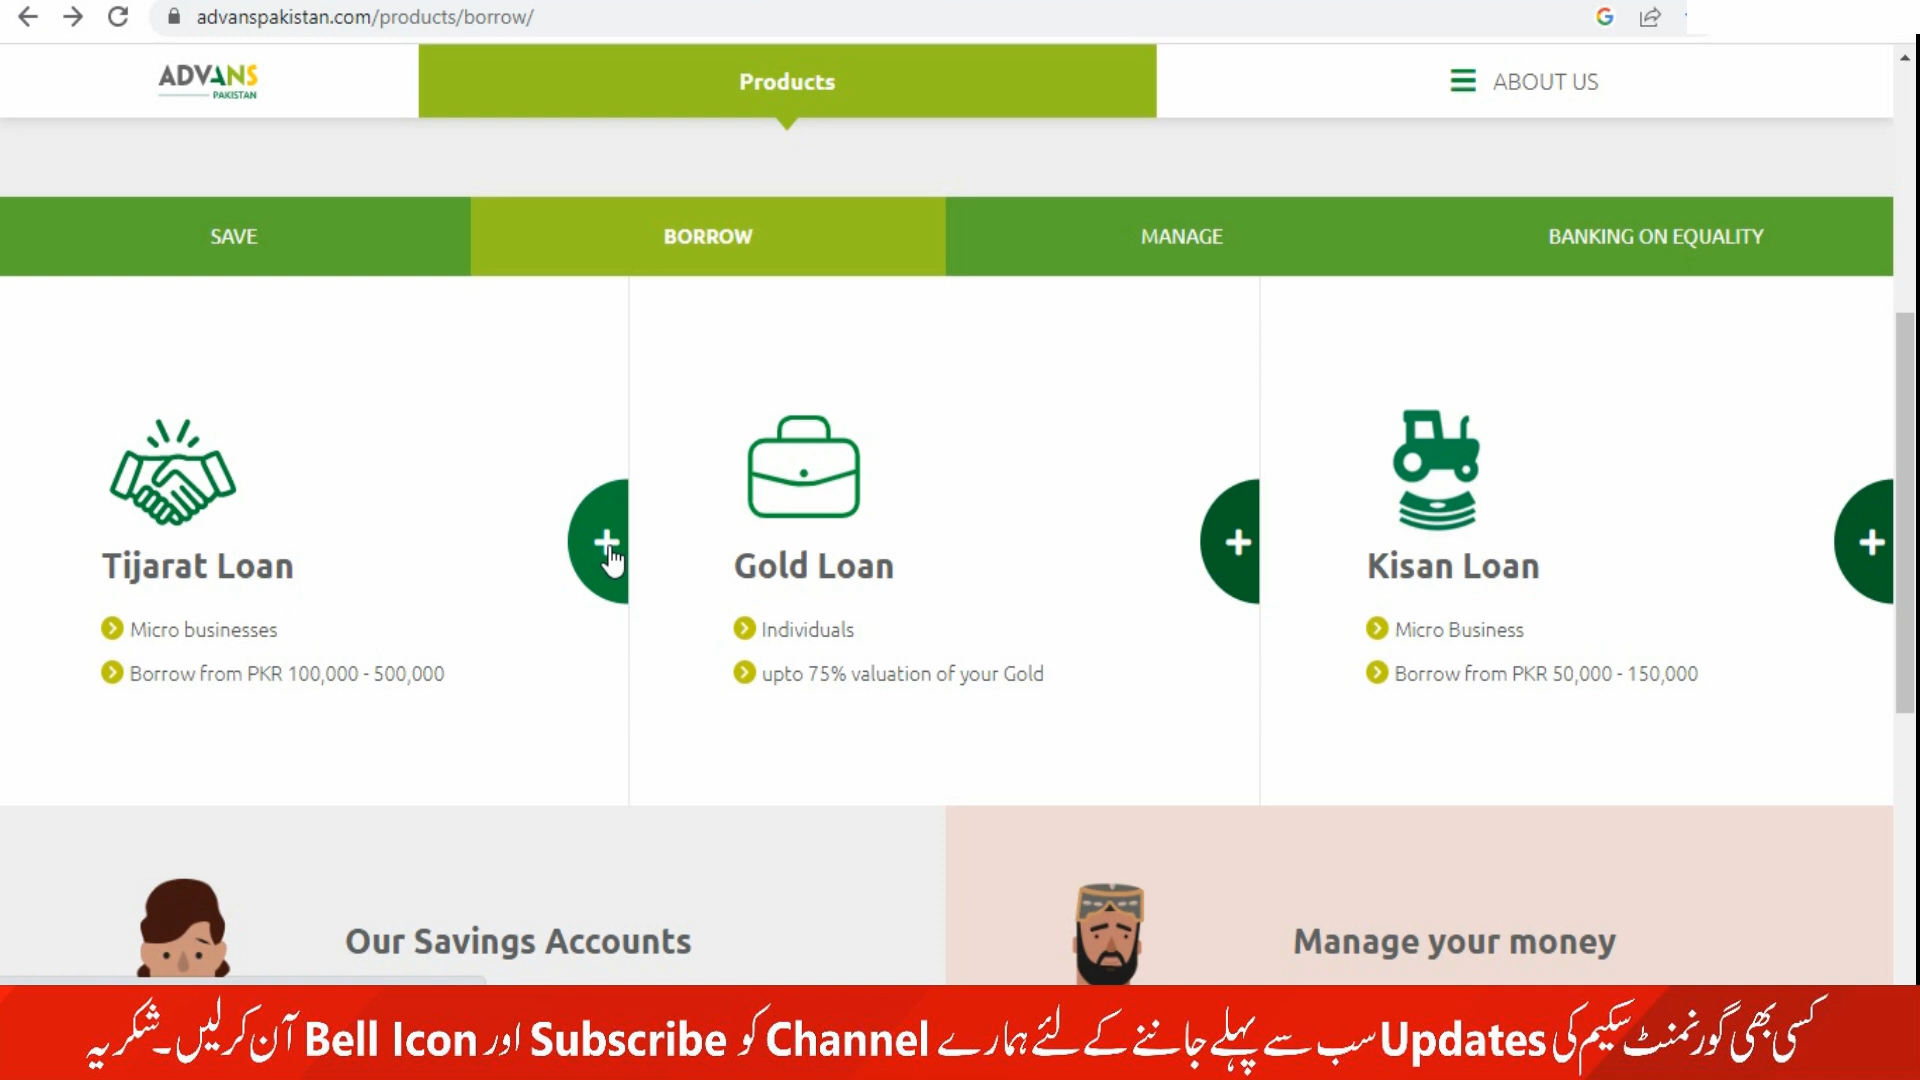 advanspakistan.com/products/borrow/
ADVANS
PAKISTAN
Products
ABOUT US
SAVE
BORROW
MANAGE
BANKING ON EQUALITY
Tijarat Loan
Micro businesses
Borrow from PKR 100,000 - 500,000
Gold Loan
Individuals
upto 75% valuation of your Gold
Kisan Loan
Micro Business
Borrow from PKR 50,000 - 150,000
Our Savings Accounts
Manage your money
کسی بھی گورنمنٹ سکیم کی Updates سب سے پہلے جاننے کے لئے ہمارے Channel کو Subscribe اور Bell Icon آن کر لیں۔ شکریہ